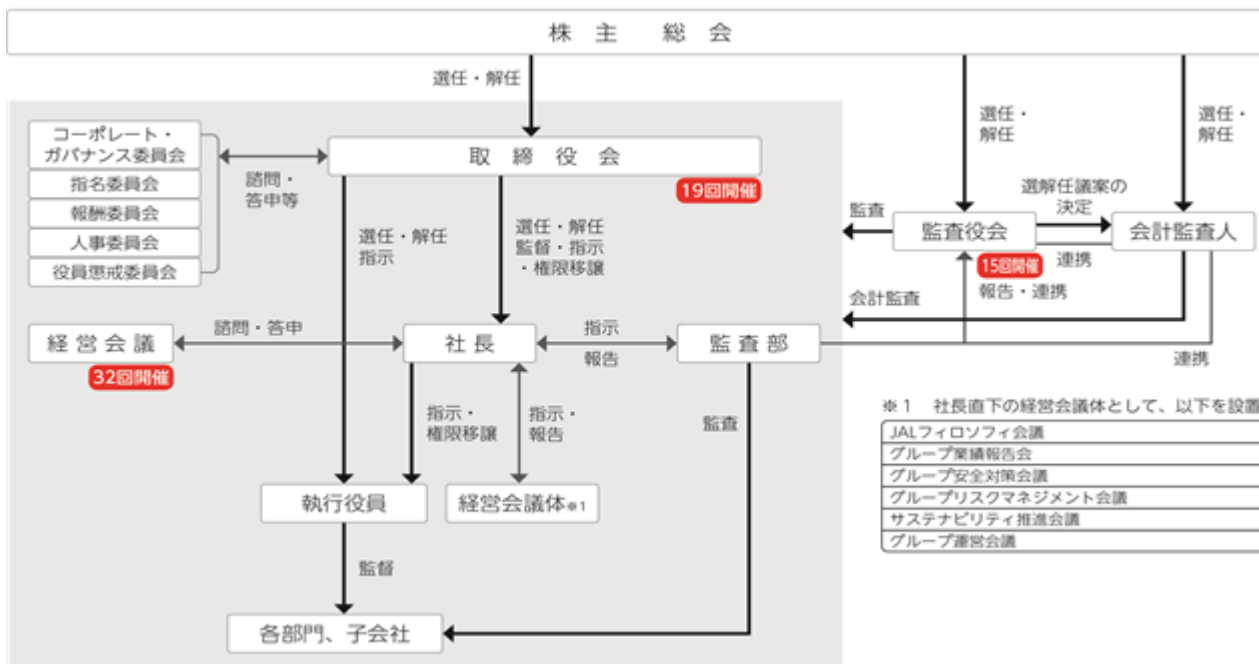 株主総会
選任・解任
選任・
解任
選任・
解任
コーポレート・
ガバナンス委員会
指名委員会
報酬委員会
人事委員会
役員懲戒委員会
諮問・
答申等
取締役会
19回開催
選任・解任
指示
選任・解任
監督・指示
・権限移譲
監査
監査役会
15回開催
選解任議案の
決定
会計監査人
連携
報告・連携
会計監査
連携
経営会議
32回開催
諮問・答申
社長
指示
報告
監査部
指示・
権限移譲
指示・
報告
監査
執行役員
経営会議体※1
監督
各部門、子会社
※1 社長直下の経営会議体として、以下を設置
JALフィロソフィ会議
グループ業績報告会
グループ安全対策会議
グループリスクマネジメント会議
サステナビリティ推進会議
グループ運営会議